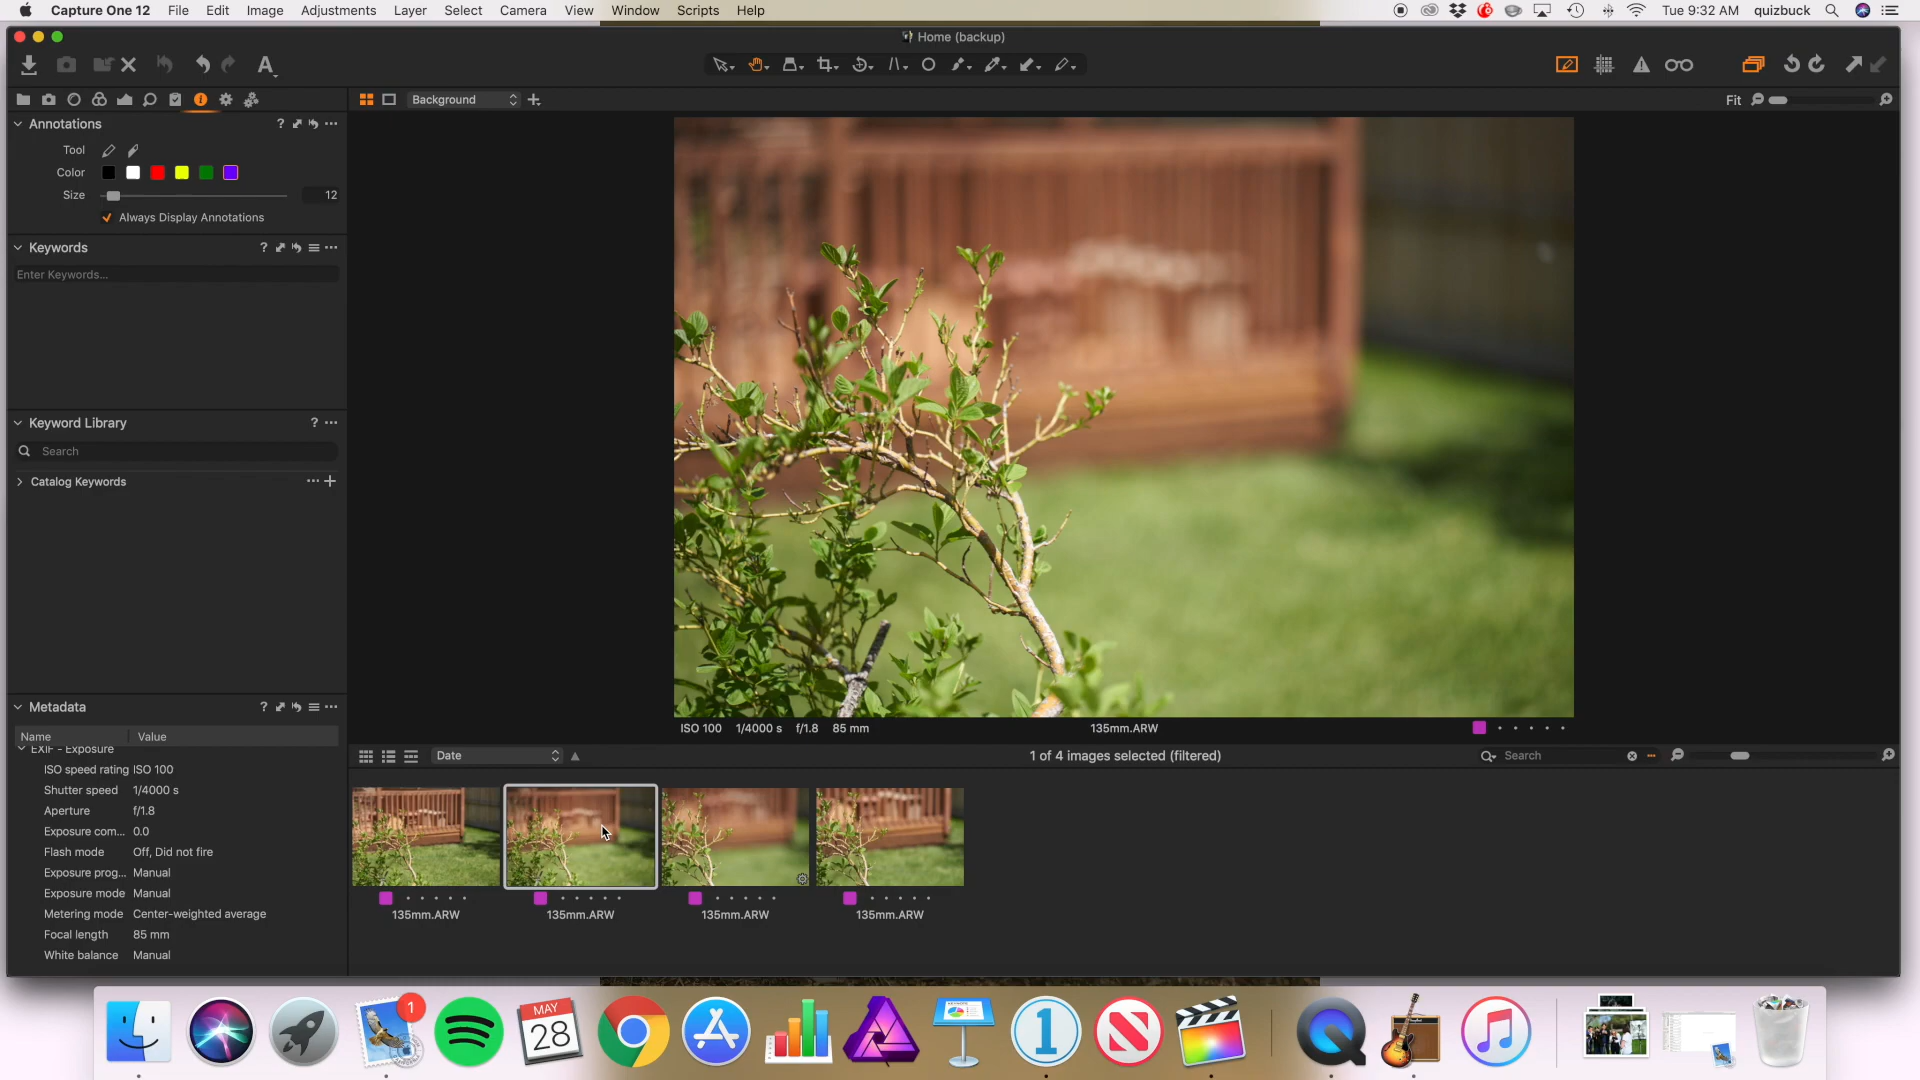 Capture One 12 File Edit View Image Adjustments Layer Select Camera View Window Scripts Help
Tue 9:32 AM quizbuck
Home (backup)
A
Background
Fit
Annotations ? ...
Tool
Color
Size 12
Always Display Annotations
Keywords ? ...
Enter Keywords...
Keyword Library ? ...
Search
Catalog Keywords ... +
ISO 100 1/4000 s f/1.8 85 mm 135mm.ARW
Metadata ? ...
Name Value
EXIF - Exposure
ISO speed rating ISO 100
Shutter speed 1/4000 s
Aperture f/1.8
Exposure com... 0.0
Flash mode Off, Did not fire
Exposure prog... Manual
Exposure mode Manual
Metering mode Center-weighted average
Focal length 85 mm
White balance Manual
Date 1 of 4 images selected (filtered) Search
135mm.ARW 135mm.ARW 135mm.ARW 135mm.ARW
1
MAY
28
1